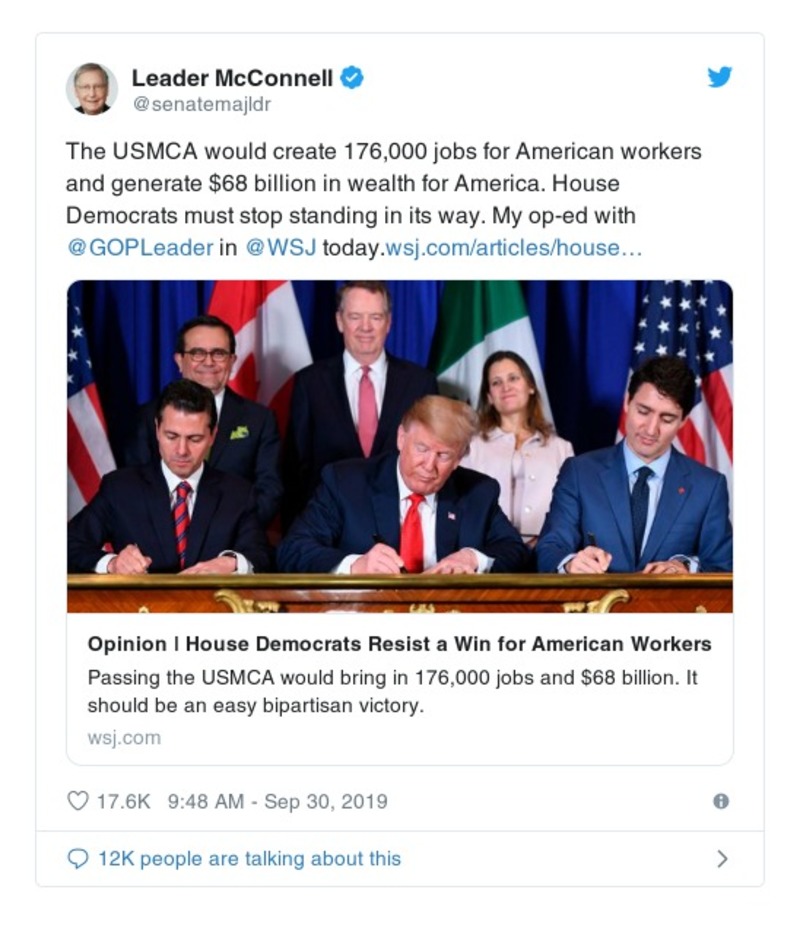 Leader McConnell
@senatemajldr
The USMCA would create 176,000 jobs for American workers
and generate $68 billion in wealth for America. House
Democrats must stop standing in its way. My op-ed with
@GOPLeader in @WSJ today.wsj.com/articles/house…
Opinion | House Democrats Resist a Win for American Workers
Passing the USMCA would bring in 176,000 jobs and $68 billion. It
should be an easy bipartisan victory.
wsj.com
17.6K 9:48 AM - Sep 30, 2019
12K people are talking about this